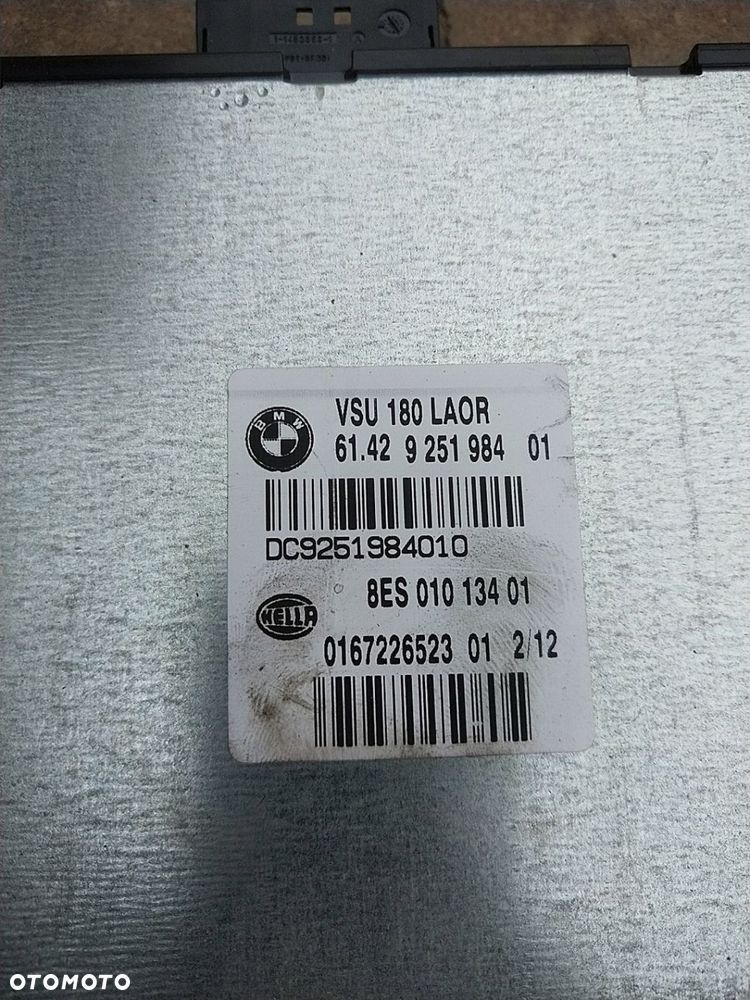 BMW
VSU 180 LAOR
61.42 9 251 984 01
DC9251984010
8ES 010 134 01
HELLA
0167226523 01 2/12
OTOMOTO